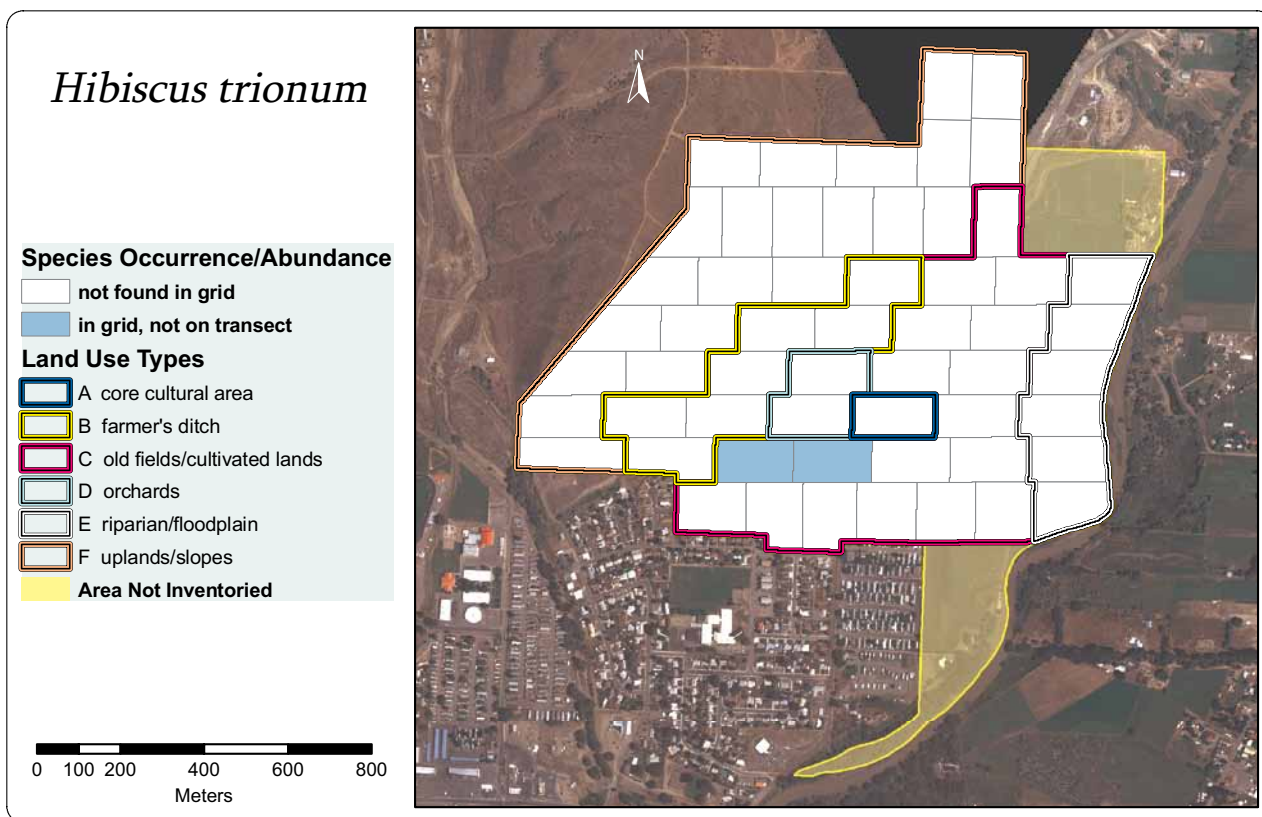 Hibiscus trionum
N
Species Occurrence/Abundance
not found in grid
in grid, not on transect
Land Use Types
A core cultural area
B farmer's ditch
C old fields/cultivated lands
D orchards
E riparian/floodplain
F uplands/slopes
Area Not Inventoried
0 100 200 400 600 800
Meters